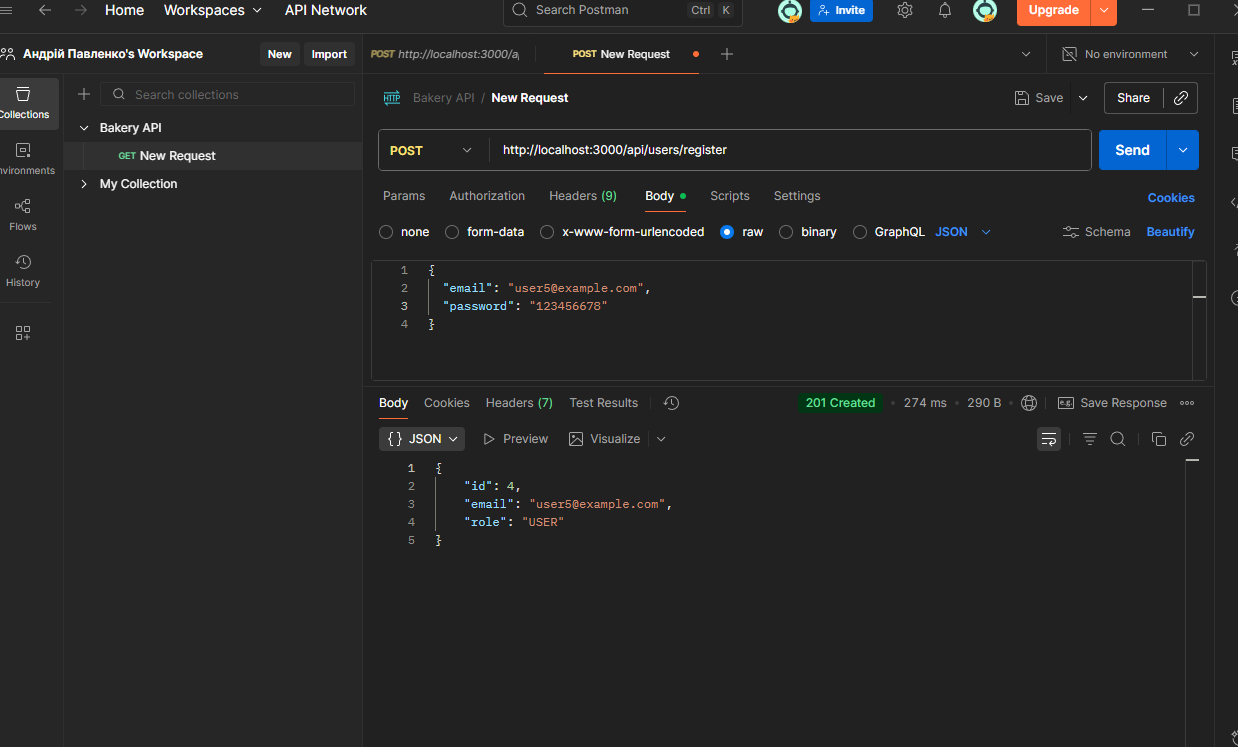 Home Workspaces API Network Search Postman Ctrl K Invite Upgrade
Андрій Павленко's Workspace New Import POST http://localhost:3000/a POST New Request No environment
Collections Search collections HTTP Bakery API / New Request Save Share
Bakery API
GET New Request POST http://localhost:3000/api/users/register Send
nvironments
My Collection Params Authorization Headers (9) Body Scripts Settings Cookies
Flows none form-data x-www-form-urlencoded raw binary GraphQL JSON Schema Beautify
History
1 {
2 "email": "user5@example.com",
3 "password": "123456678"
4 }
Body Cookies Headers (7) Test Results 201 Created 274 ms 290 B e.g. Save Response
{} JSON Preview Visualize
1 {
2 "id": 4,
3 "email": "user5@example.com",
4 "role": "USER"
5 }